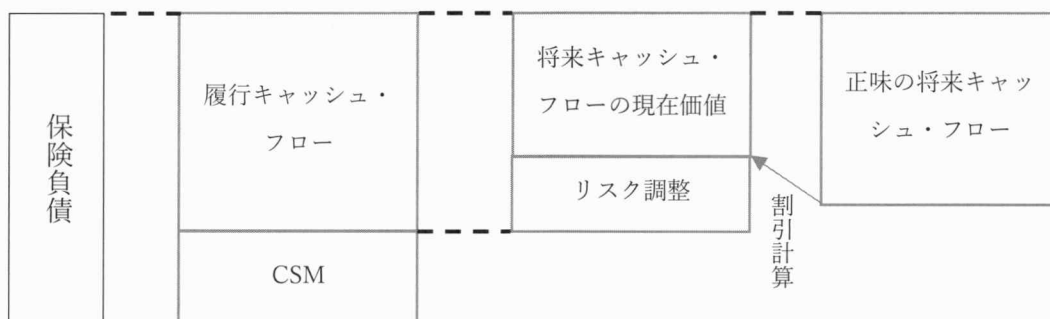 保険負債
履行キャッシュ・
フロー
CSM
将来キャッシュ・
フローの現在価値
リスク調整
割引計算
正味の将来キャッ
シュ・フロー